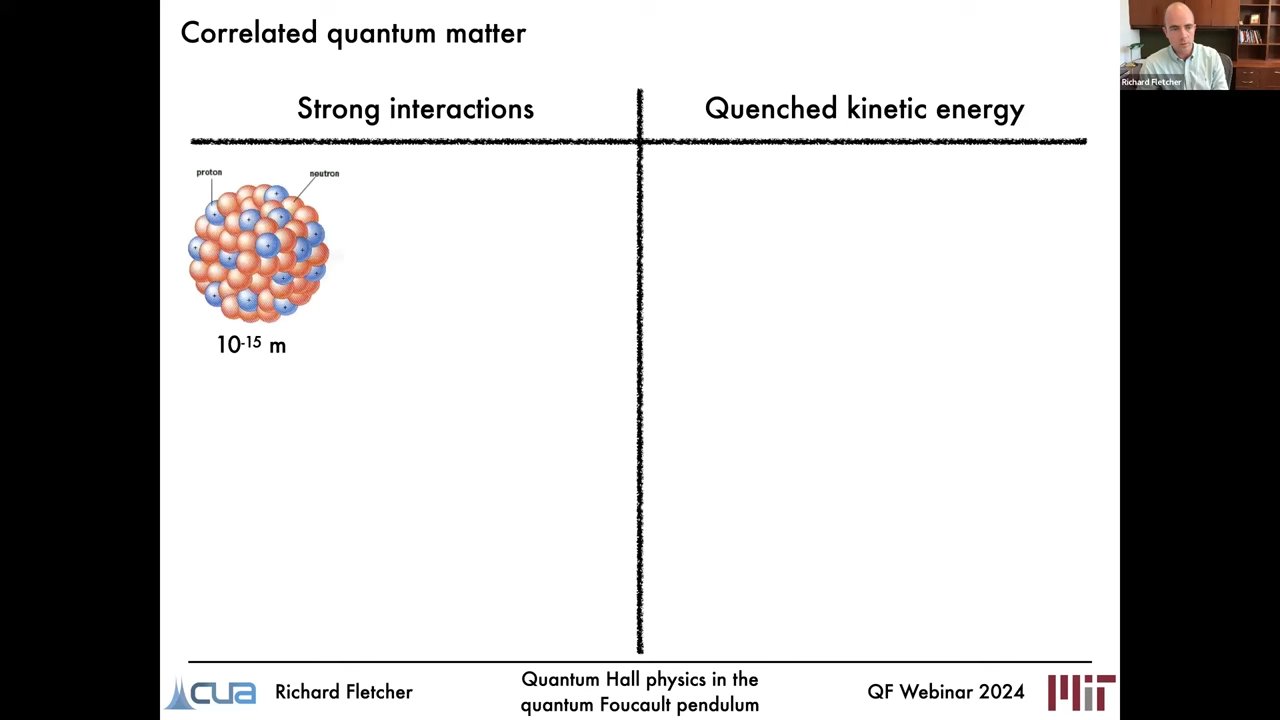 Correlated quantum matter
Richard Fletcher
Strong interactions
Quenched kinetic energy
proton
neutron
10⁻¹⁵ m
CUA
Richard Fletcher
Quantum Hall physics in the
quantum Foucault pendulum
QF Webinar 2024
MIT